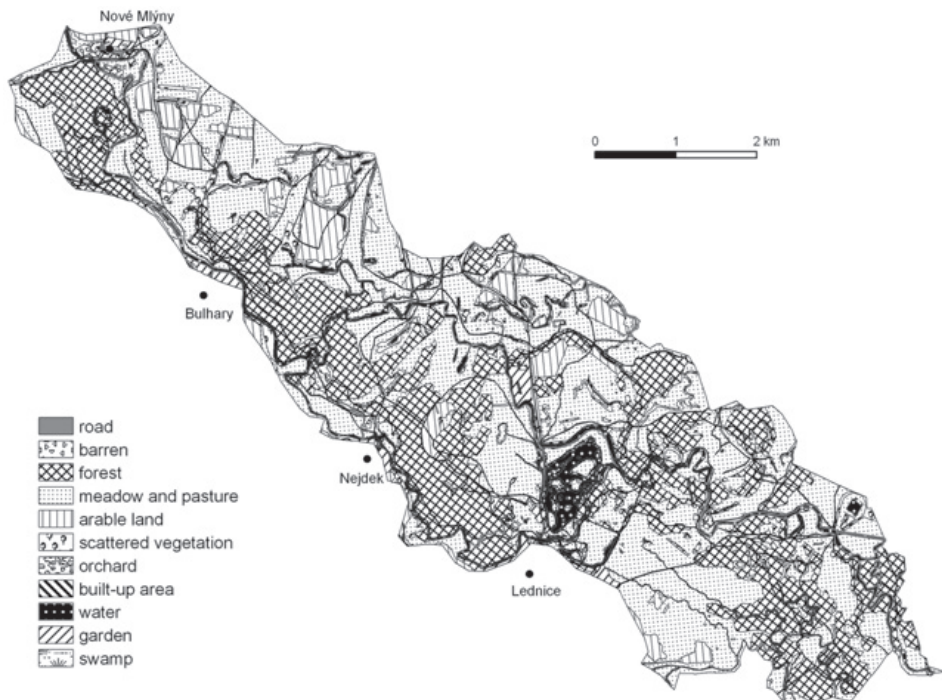 Nové Mlýny
0 1 2 km
Bulhary
Nejdek
Lednice
road
barren
forest
meadow and pasture
arable land
scattered vegetation
orchard
built-up area
water
garden
swamp